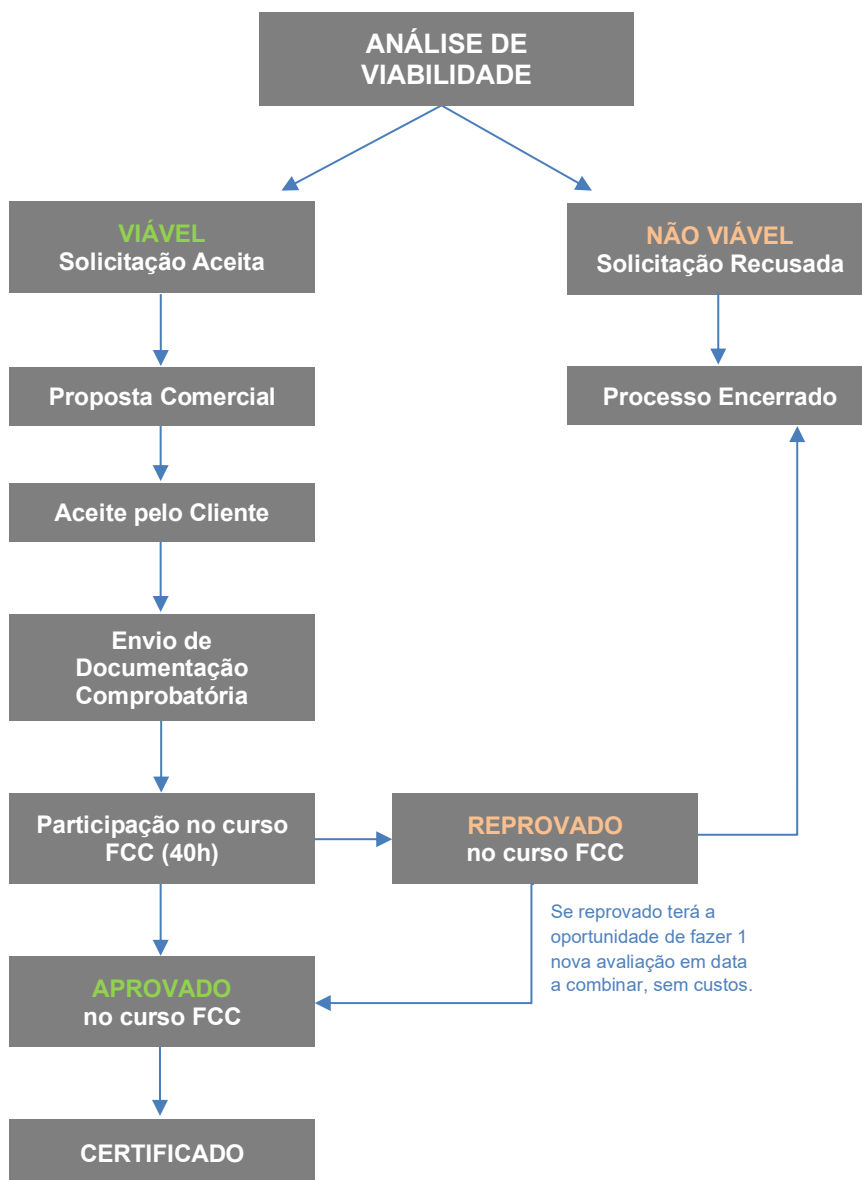 ANÁLISE DE
VIABILIDADE
VIÁVEL
Solicitação Aceita
NÃO VIÁVEL
Solicitação Recusada
Proposta Comercial
Processo Encerrado
Aceite pelo Cliente
Envio de
Documentação
Comprobatória
Participação no curso
FCC (40h)
REPROVADO
no curso FCC
Se reprovado terá a
oportunidade de fazer 1
nova avaliação em data
a combinar, sem custos.
APROVADO
no curso FCC
CERTIFICADO